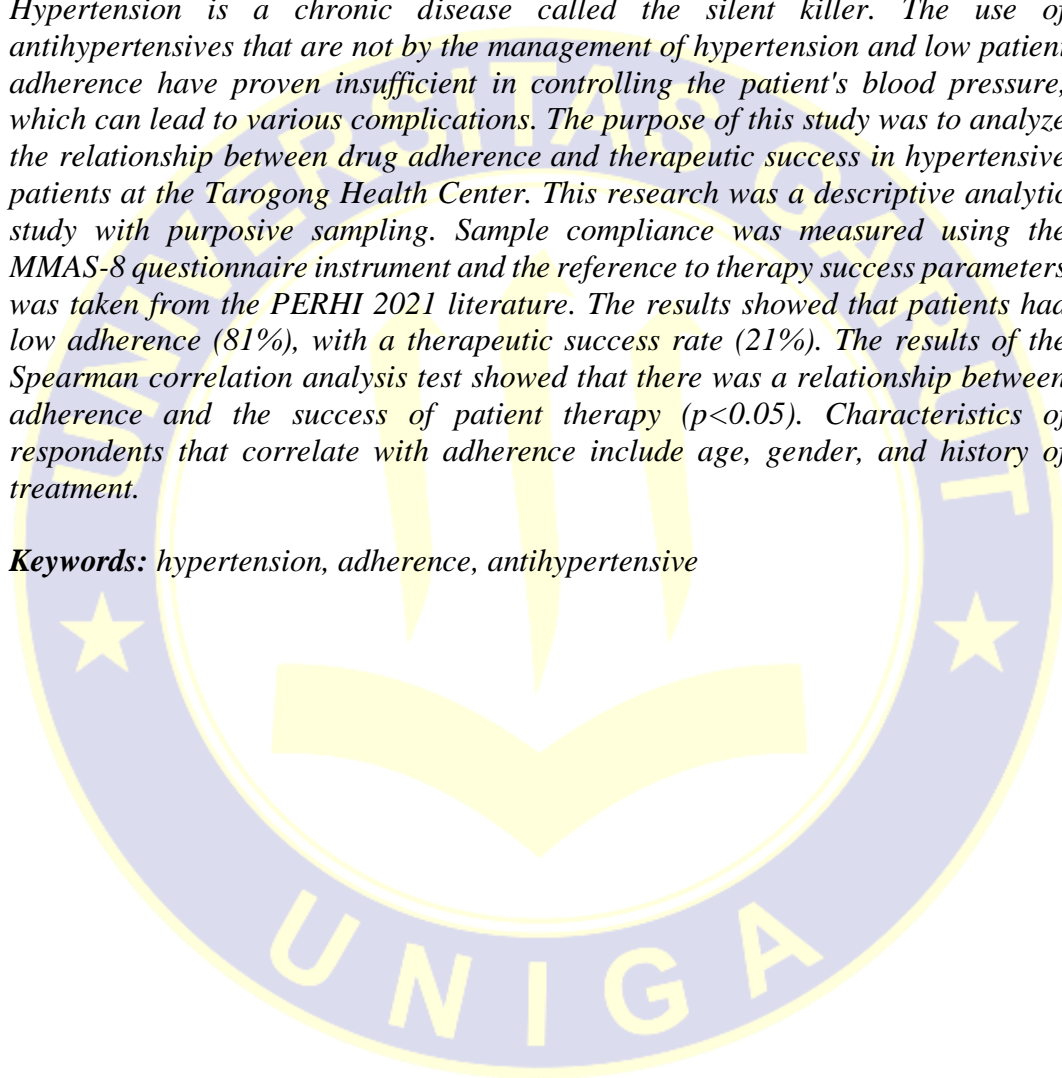 Hypertension is a chronic disease called the silent killer. The use of
antihypertensives that are not by the management of hypertension and low patient
adherence have proven insufficient in controlling the patient's blood pressure,
which can lead to various complications. The purpose of this study was to analyze
the relationship between drug adherence and therapeutic success in hypertensive
patients at the Tarogong Health Center. This research was a descriptive analytic
study with purposive sampling. Sample compliance was measured using the
MMAS-8 questionnaire instrument and the reference to therapy success parameters
was taken from the PERHI 2021 literature. The results showed that patients had
low adherence (81%), with a therapeutic success rate (21%). The results of the
Spearman correlation analysis test showed that there was a relationship between
adherence and the success of patient therapy (p<0.05). Characteristics of
respondents that correlate with adherence include age, gender, and history of
treatment.
Keywords: hypertension, adherence, antihypertensive
UNIVERSITAS GARUT
UNIGA